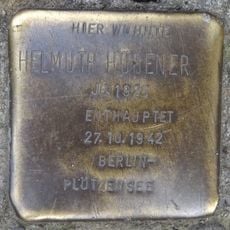 HIER WOHNTE
HELMUTH HÜBENER
JG. 1925
ENTHAUPTET
27.10.1942
BERLIN-
PLÖTZENSEE